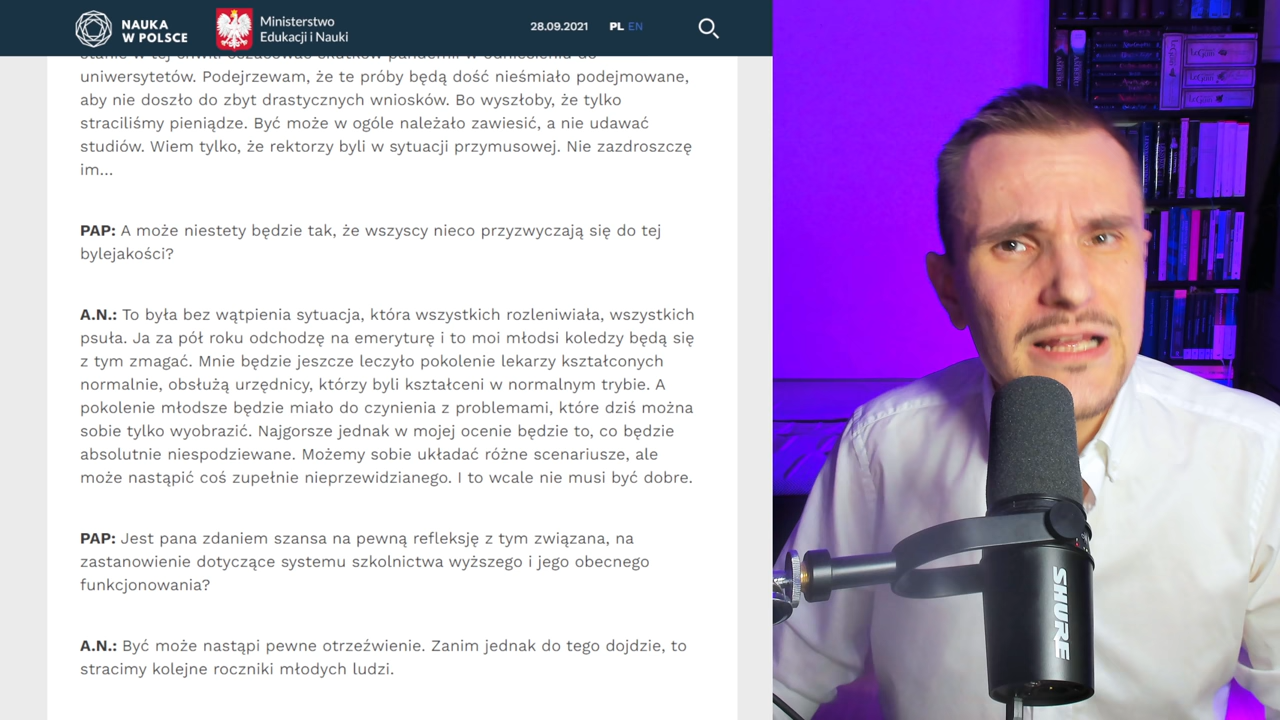 NAUKA
W POLSCE
Ministerstwo
Edukacji i Nauki
28.09.2021
PL EN
uniwersytetów. Podejrzewam, że te próby będą dość nieśmiało podejmowane,
aby nie doszło do zbyt drastycznych wniosków. Bo wyszłoby, że tylko
straciliśmy pieniądze. Być może w ogóle należało zawiesić, a nie udawać
studiów. Wiem tylko, że rektorzy byli w sytuacji przymusowej. Nie zazdroszczę
im...
PAP: A może niestety będzie tak, że wszyscy nieco przyzwyczają się do tej
bylejakości?
A.N.: To była bez wątpienia sytuacja, która wszystkich rozleniwiała, wszystkich
psuła. Ja za pół roku odchodzę na emeryturę i to moi młodsi koledzy będą się
z tym zmagać. Mnie będzie jeszcze leczyło pokolenie lekarzy kształconych
normalnie, obsłużą urzędnicy, którzy byli kształceni w normalnym trybie. A
pokolenie młodsze będzie miało do czynienia z problemami, które dziś można
sobie tylko wyobrazić. Najgorsze jednak w mojej ocenie będzie to, co będzie
absolutnie niespodziewane. Możemy sobie układać różne scenariusze, ale
może nastąpić coś zupełnie nieprzewidzianego. I to wcale nie musi być dobre.
PAP: Jest pana zdaniem szansa na pewną refleksję z tym związana, na
zastanowienie dotyczące systemu szkolnictwa wyższego i jego obecnego
funkcjonowania?
A.N.: Być może nastąpi pewne otrzeźwienie. Zanim jednak do tego dojdzie, to
stracimy kolejne roczniki młodych ludzi.
SHURE